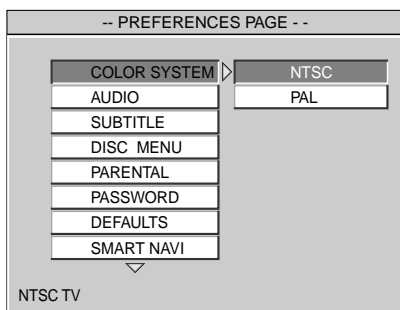 -- PREFERENCES PAGE - -
COLOR SYSTEM NTSC
AUDIO PAL
SUBTITLE
DISC MENU
PARENTAL
PASSWORD
DEFAULTS
SMART NAVI
NTSC TV